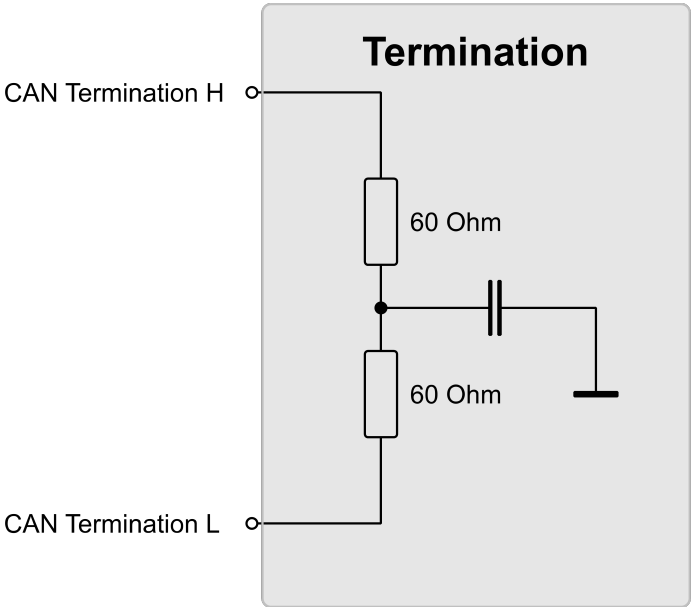 Termination
CAN Termination H
60 Ohm
60 Ohm
CAN Termination L